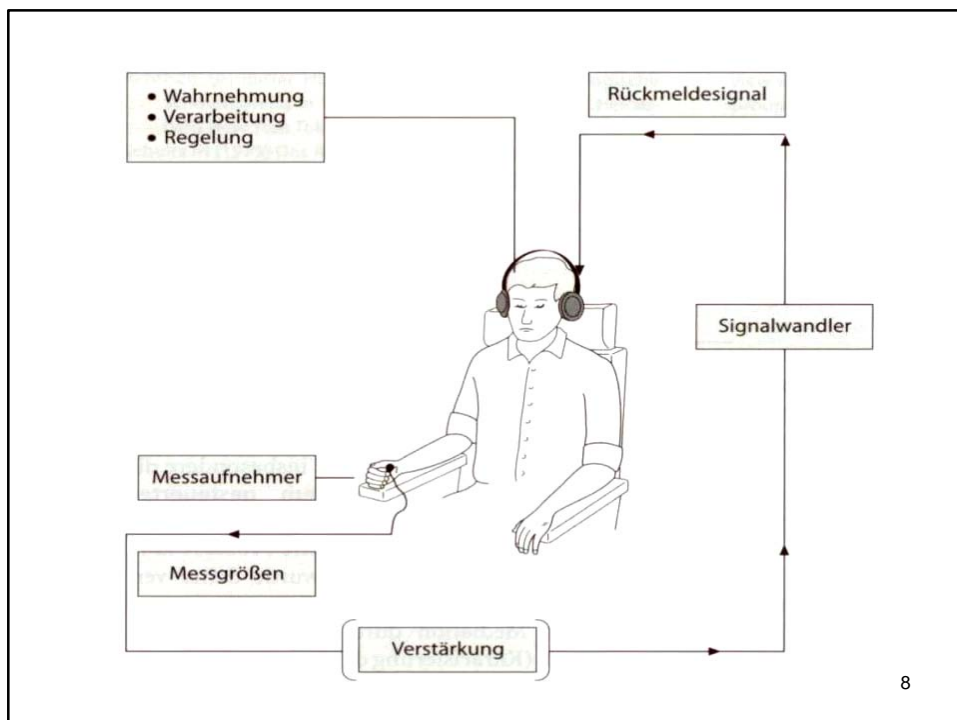 • Wahrnehmung
• Verarbeitung
• Regelung
Rückmeldesignal
Signalwandler
Messaufnehmer
Messgrößen
(Verstärkung)
8